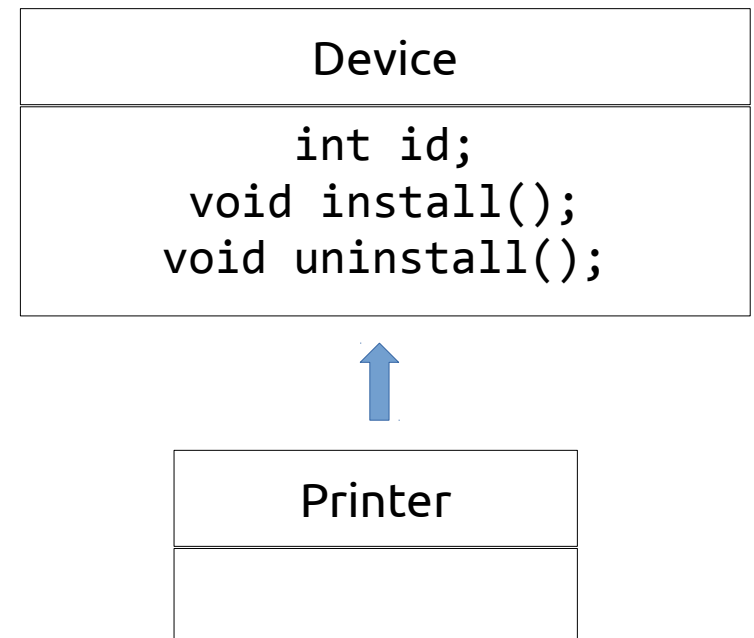 Device
int id;
void install();
void uninstall();
Printer